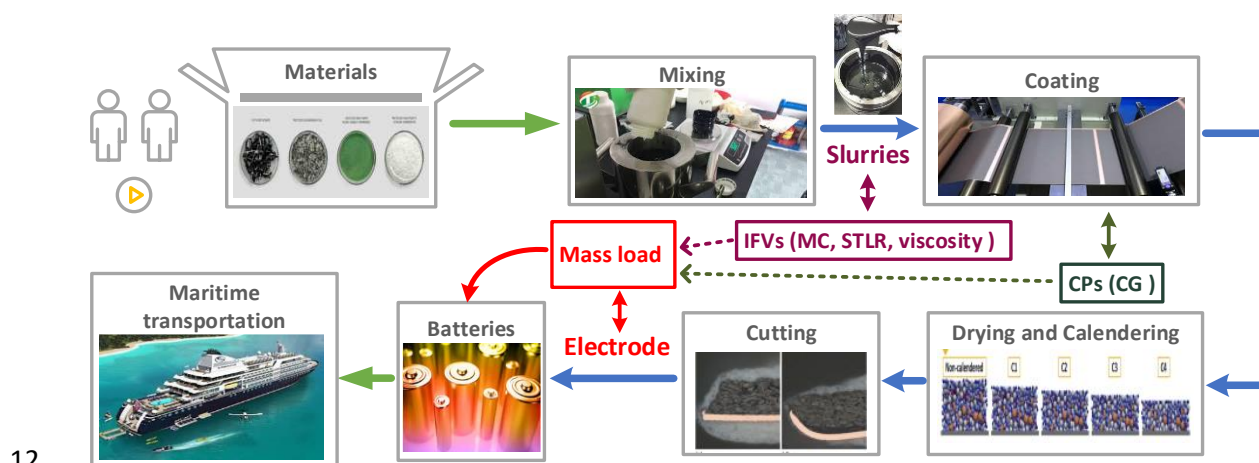 Materials
Mixing
Coating
Slurries
IFVs (MC, STLR, viscosity )
Mass load
CPs (CG )
Maritime
transportation
Batteries
Electrode
Cutting
Drying and Calendering
Non-calendered
C1
C2
C3
C4
12